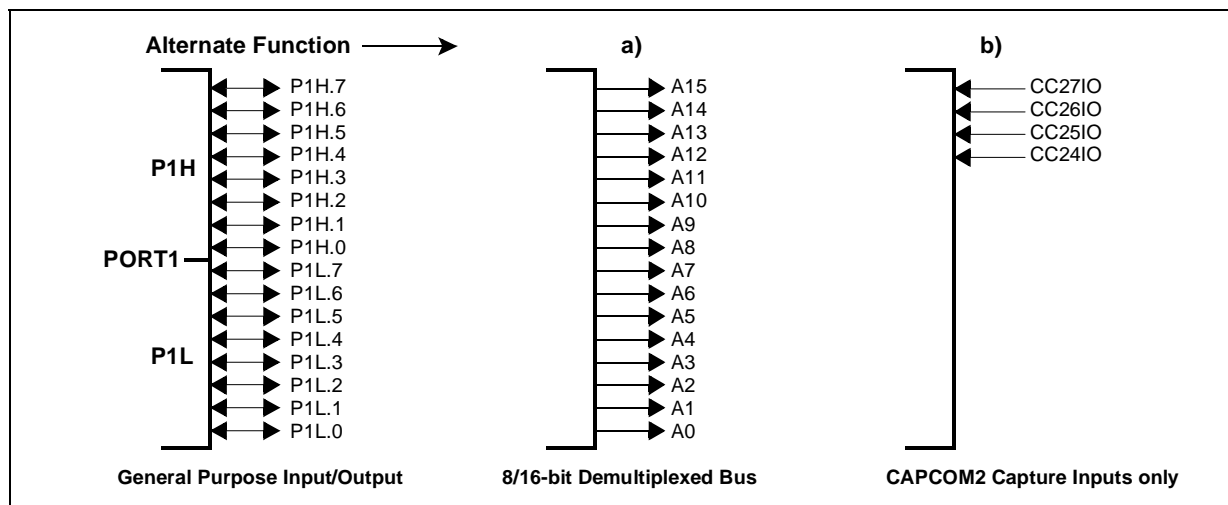 Alternate Function a) b)
P1H.7 A15 CC27IO
P1H.6 A14 CC26IO
P1H.5 A13 CC25IO
P1H.4 A12 CC24IO
P1H
P1H.3 A11
P1H.2 A10
P1H.1 A9
P1H.0 A8
PORT1
P1L.7 A7
P1L.6 A6
P1L.5 A5
P1L.4 A4
P1L
P1L.3 A3
P1L.2 A2
P1L.1 A1
P1L.0 A0
General Purpose Input/Output 8/16-bit Demultiplexed Bus CAPCOM2 Capture Inputs only